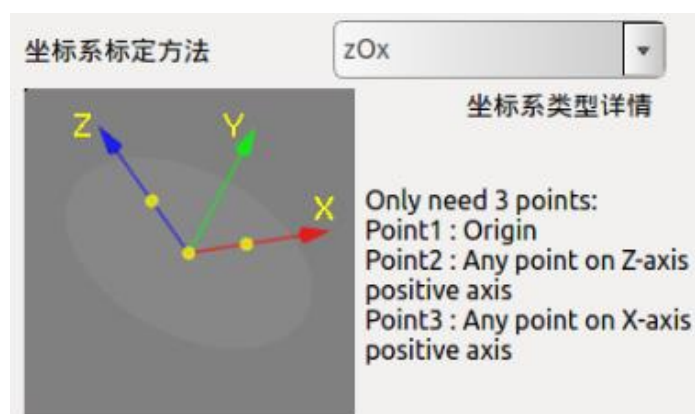 坐标系标定方法
zOx
坐标系类型详情
Z
Y
X
Only need 3 points:
Point1 : Origin
Point2 : Any point on Z-axis
positive axis
Point3 : Any point on X-axis
positive axis